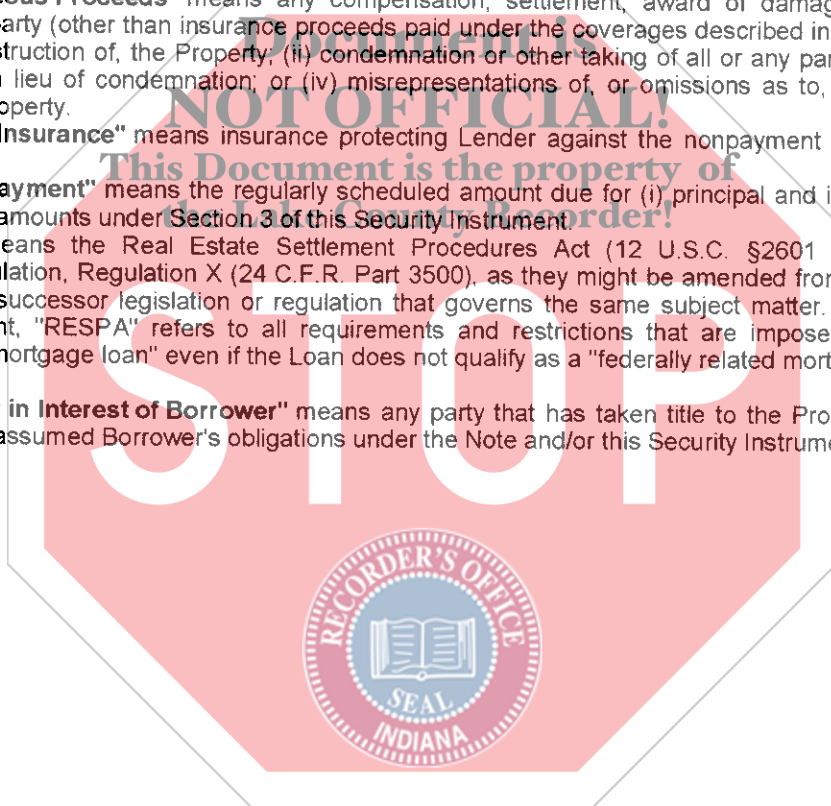 ous Proceeds" means any compensation, settlement, award of damag
arty (other than insurance proceeds paid under the coverages described in
struction of, the Property; (ii) condemnation or other taking of all or any par
lieu of condemnation; or (iv) misrepresentations of, or omissions as to,
operty.
Insurance" means insurance protecting Lender against the nonpayment
ayment" means the regularly scheduled amount due for (i) principal and i
amounts under Section 3 of this Security Instrument.
eans the Real Estate Settlement Procedures Act (12 U.S.C. §2601
ulation, Regulation X (24 C.F.R. Part 3500), as they might be amended from
successor legislation or regulation that governs the same subject matter.
nt, "RESPA" refers to all requirements and restrictions that are impose
mortgage loan" even if the Loan does not qualify as a "federally related mort
in Interest of Borrower" means any party that has taken title to the Pro
assumed Borrower's obligations under the Note and/or this Security Instrume
Document is
NOT OFFICIAL!
This Document is the property of
the Lake County Recorder!
STOP
RECORDER'S OFFICE
SEAL
INDIANA